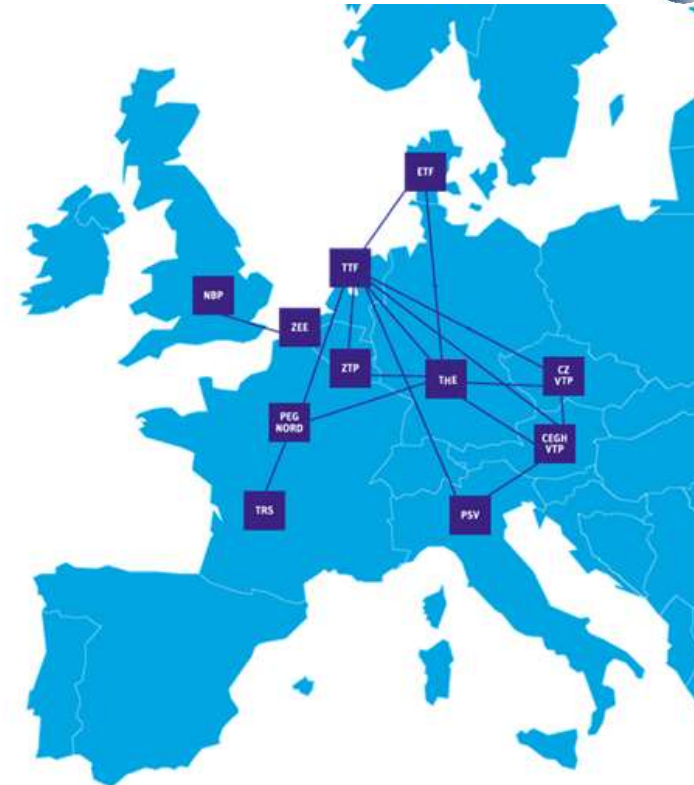 ETF
TTF
NBP
ZEE
ZTP
THE
CZ
VTP
PEG
NORD
CEGH
VTP
TRS
PSV